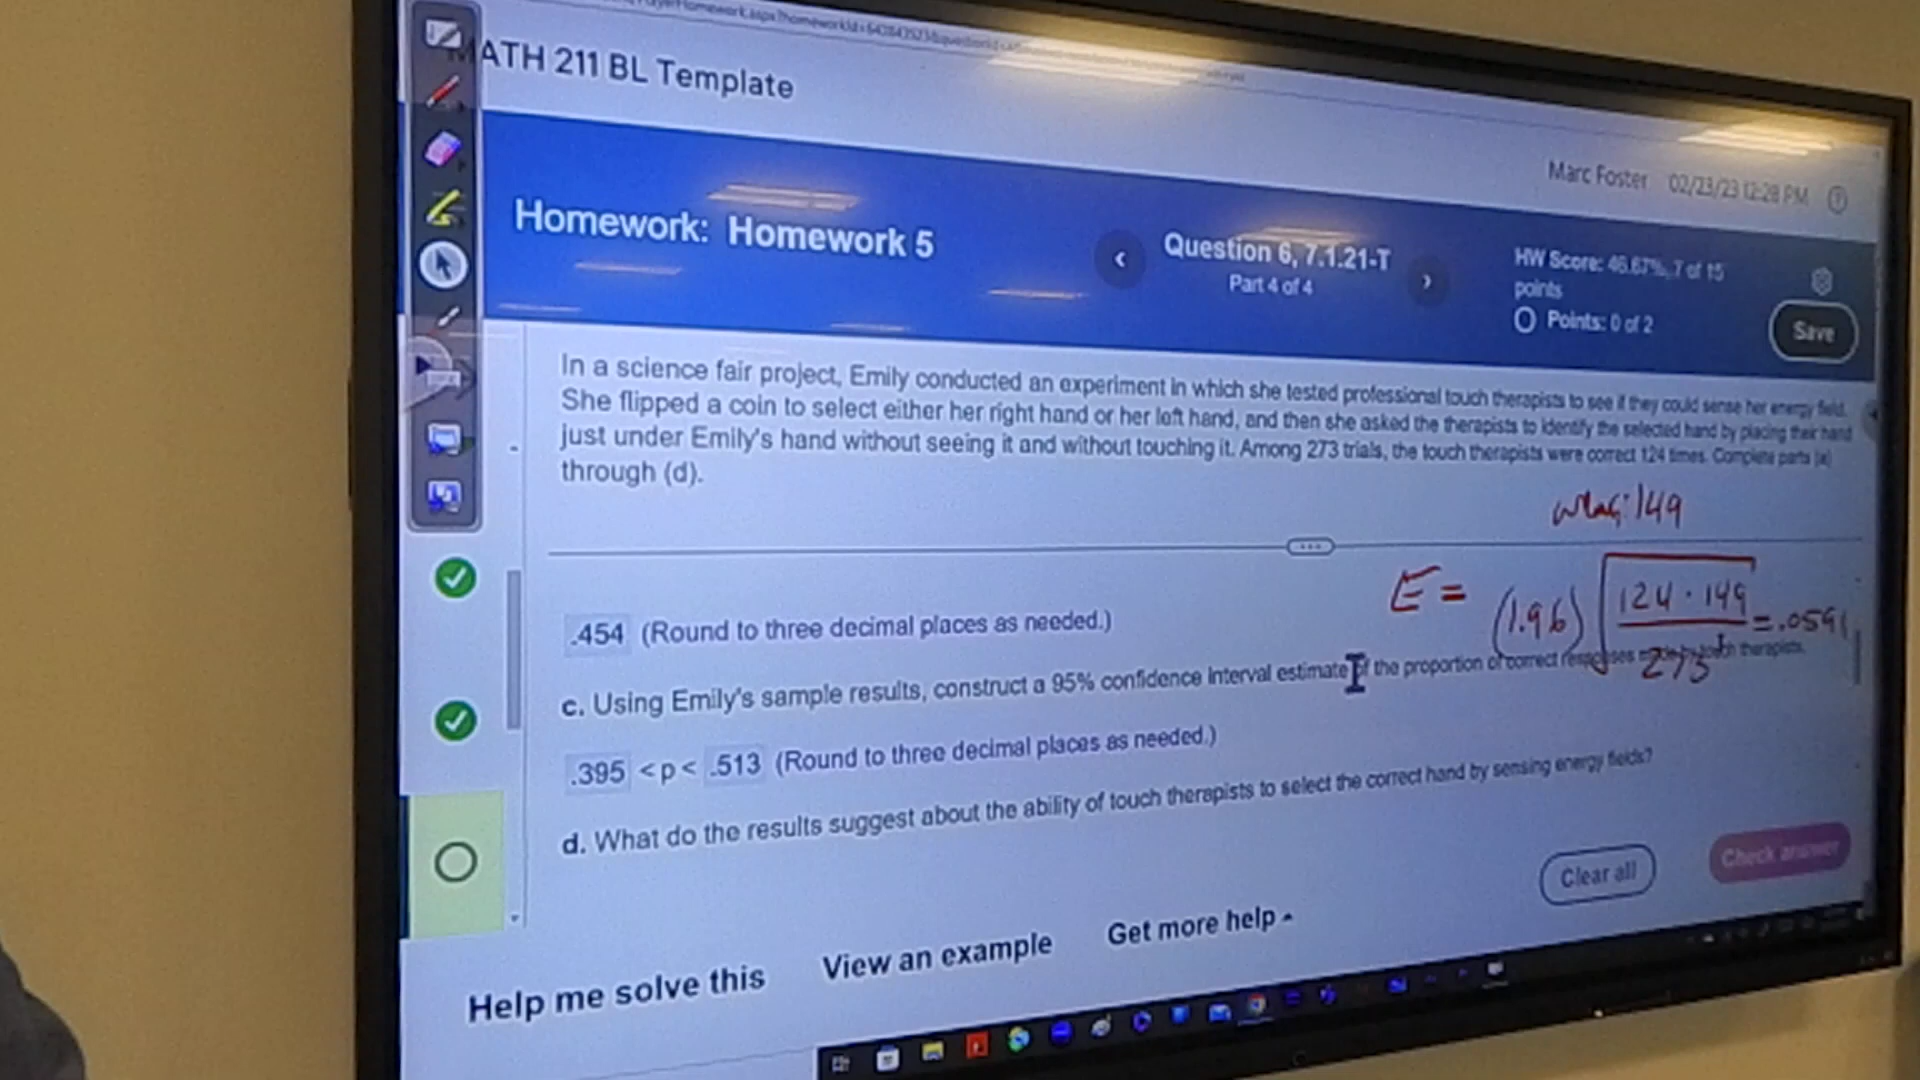 MATH 211 BL Template
Marc Foster 02/23/23 12:28 PM
Homework: Homework 5
Question 6, 7.1.21-T
Part 4 of 4
HW Score: 46.67%, 7 of 15
points
Points: 0 of 2
Save
In a science fair project, Emily conducted an experiment in which she tested professional touch therapists to see if they could sense her energy field.
She flipped a coin to select either her right hand or her left hand, and then she asked the therapists to identify the selected hand by placing their hand
just under Emily's hand without seeing it and without touching it. Among 273 trials, the touch therapists were correct 124 times. Complete parts (a)
through (d).
149
E = (1.96) √ 124 · 149 / 273 = .0591
.454 (Round to three decimal places as needed.)
c. Using Emily's sample results, construct a 95% confidence interval estimate of the proportion of correct responses made by touch therapists.
.395 <p< .513 (Round to three decimal places as needed.)
d. What do the results suggest about the ability of touch therapists to select the correct hand by sensing energy fields?
Clear all
Check answer
Help me solve this
View an example
Get more help